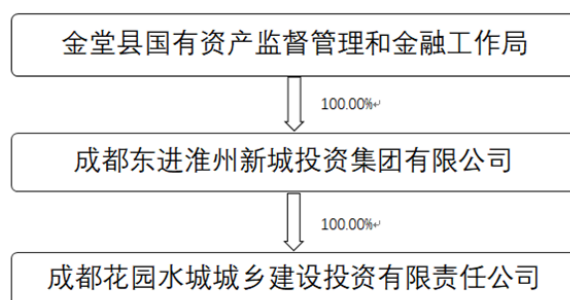 金堂县国有资产监督管理和金融工作局
100.00%↵
成都东进淮州新城投资集团有限公司
100.00%↵
成都花园水城城乡建设投资有限责任公司